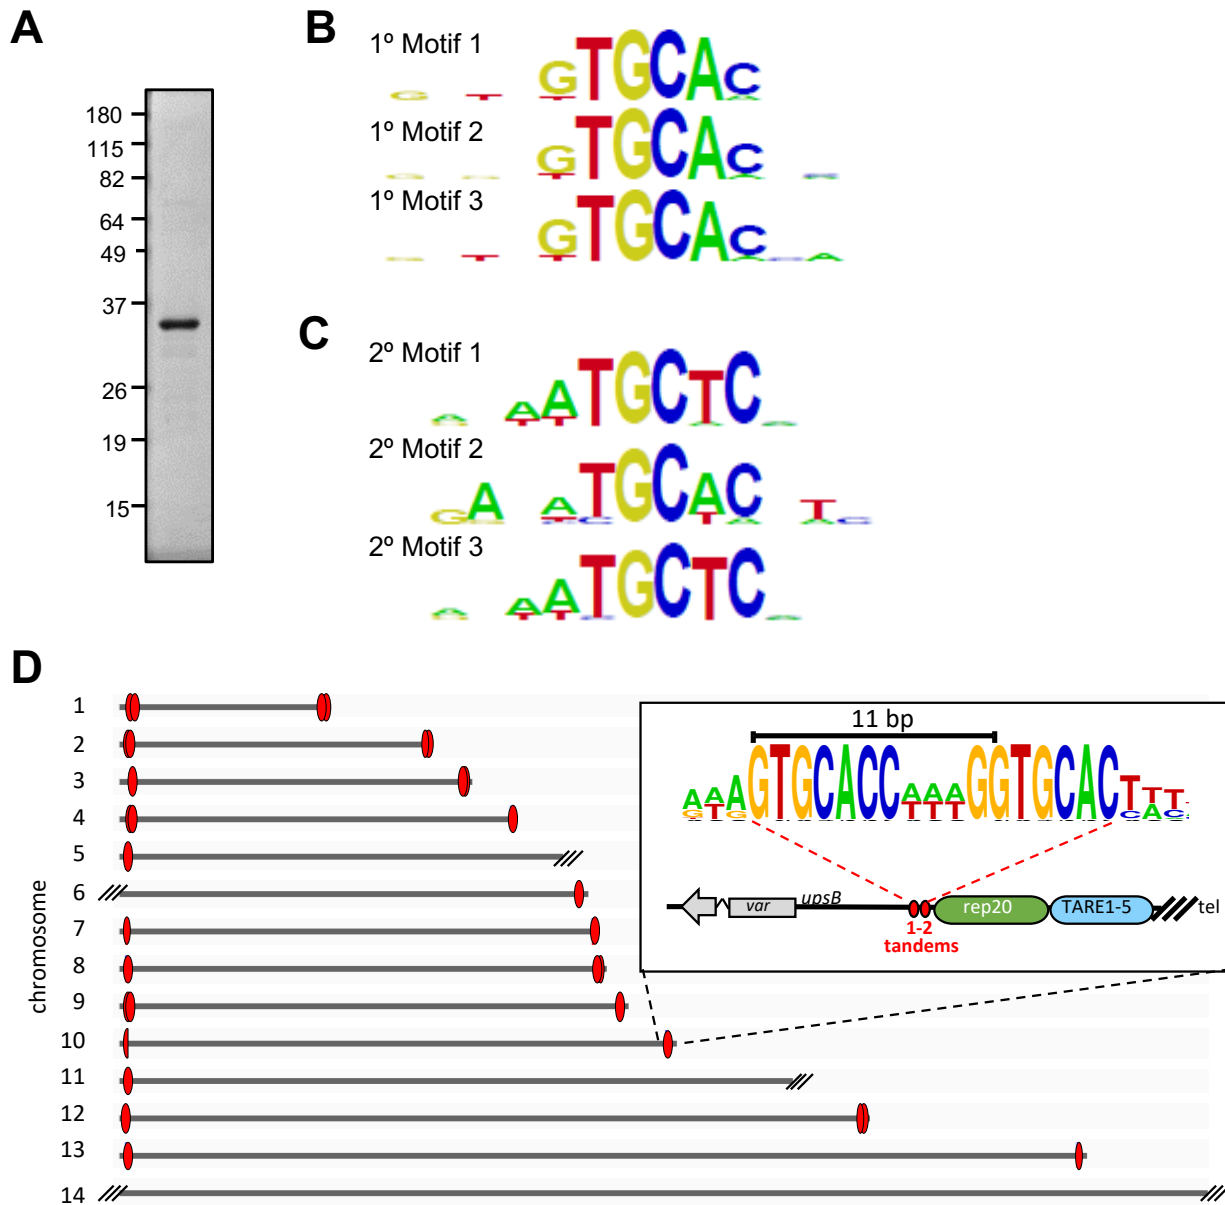 A
180
115
82
64
49
37
26
19
15
B
1º Motif 1
GTGCAC
1º Motif 2
GTGCAC
1º Motif 3
GTGCAC
C
2º Motif 1
AATGCTC
2º Motif 2
GA ATGCAC T
2º Motif 3
AATGCTC
D
chromosome
1
2
3
4
5
6
7
8
9
10
11
12
13
14
11 bp
AAAGTGCACCAAAGGTGCACTTT
var
upsB
rep20
TARE1-5
tel
1-2
tandems